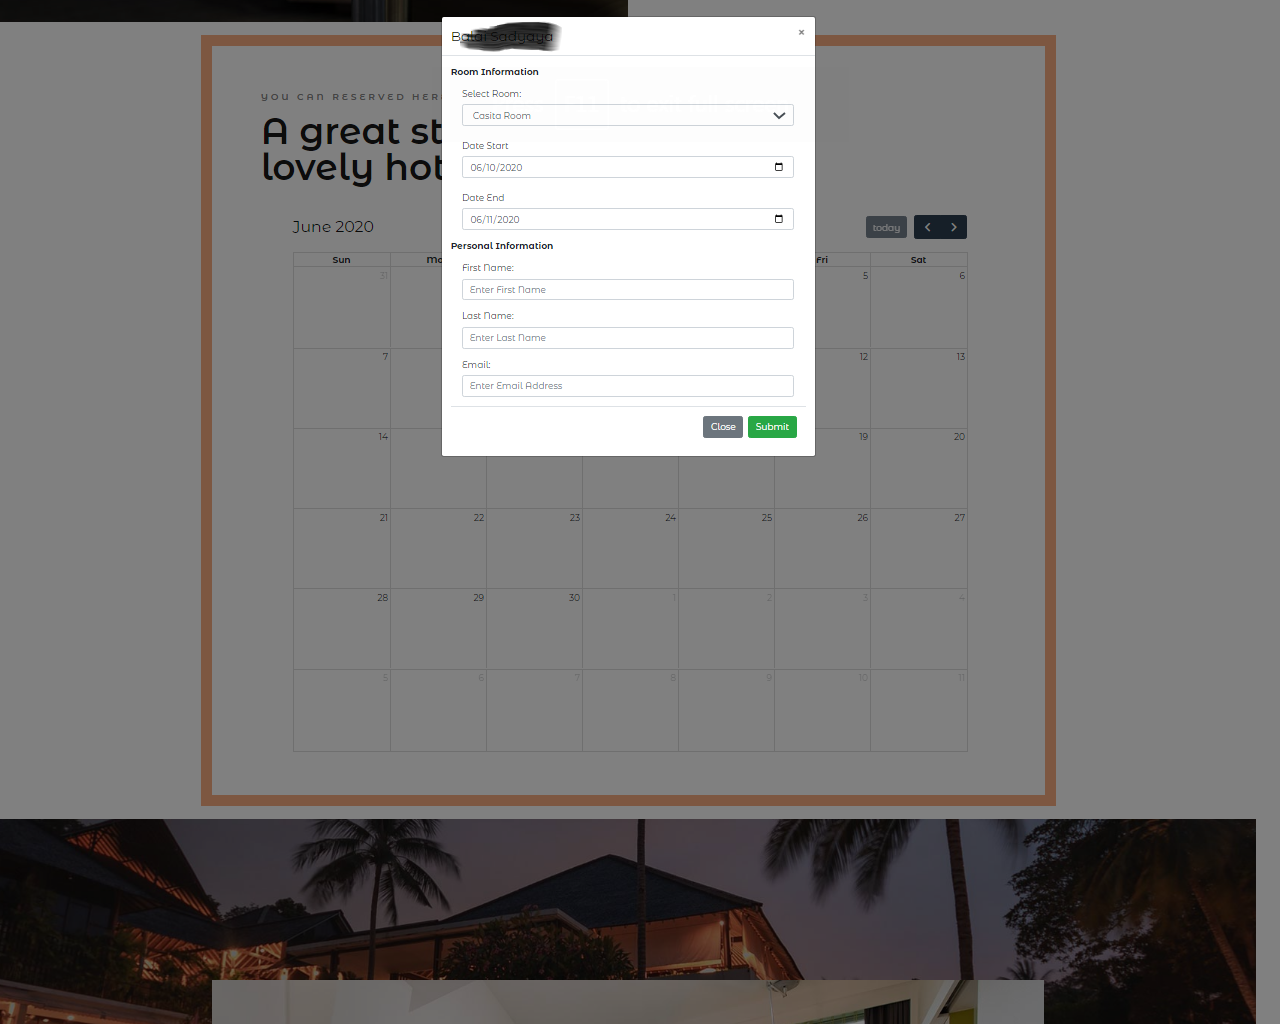 Balai Sadyaya
×
Room Information
Select Room:
Casita Room
Date Start
06/10/2020
Date End
06/11/2020
Personal Information
First Name:
Enter First Name
Last Name:
Enter Last Name
Email:
Enter Email Address
Close Submit
YOU CAN RESERVED HER
A great st
lovely hot
June 2020
today
Sun Mo Fri Sat
31 5 6
7 12 13
14 19 20
21 22 23 24 25 26 27
28 29 30 1 2 3 4
5 6 7 8 9 10 11